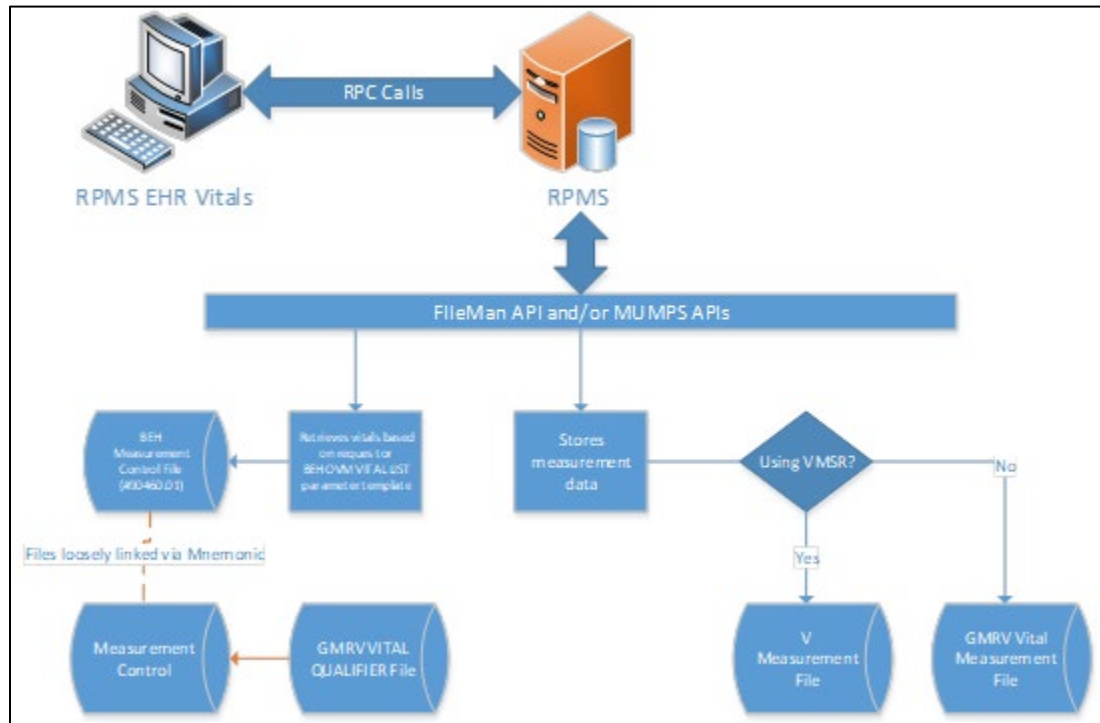 RPC Calls
RPMS EHR Vitals
RPMS
FileMan API and/or MUMPS APIs
BEH
Measurement
Control File
(#90460.01)
Retrieves vitals based
on request or
BEHOVM VITAL LIST
parameter template
Stores
measurement
data
Using VMSR?
No
Files loosely linked via Mnemonic
Yes
Measurement
Control
GMRV VITAL
QUALIFIER File
V
Measurement
File
GMRV Vital
Measurement
File